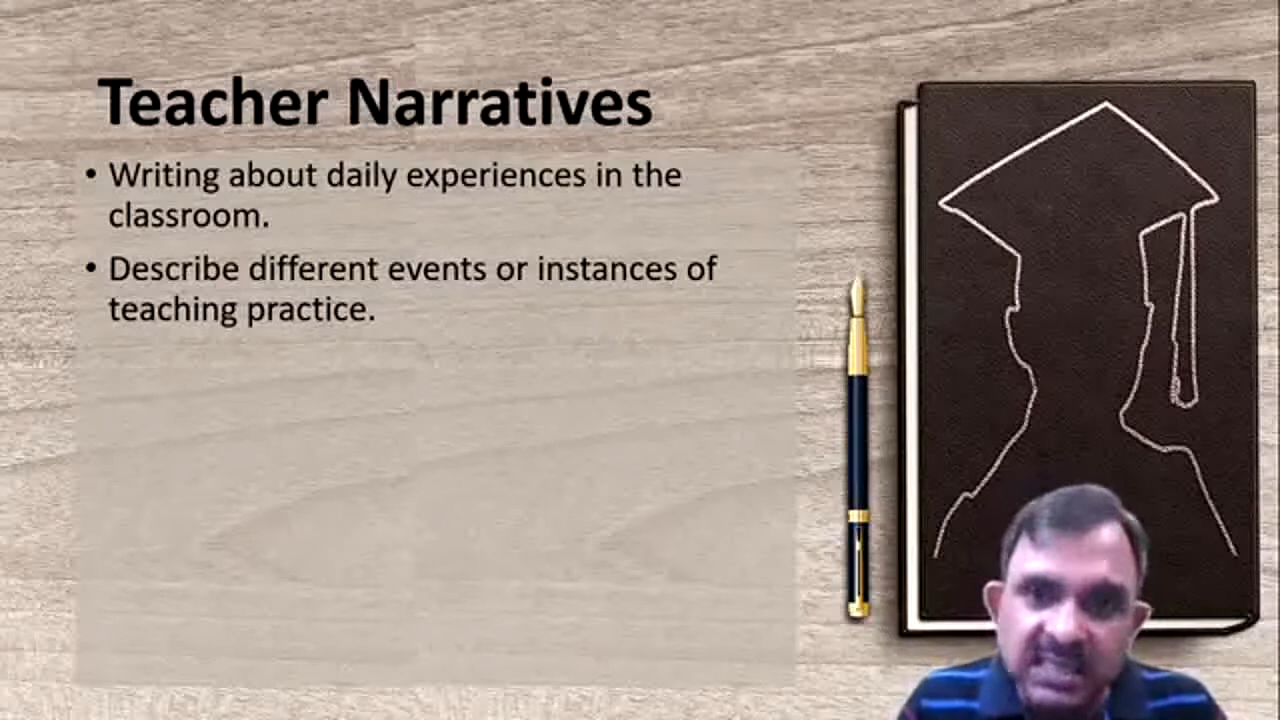 Teacher Narratives
• Writing about daily experiences in the
classroom.
• Describe different events or instances of
teaching practice.